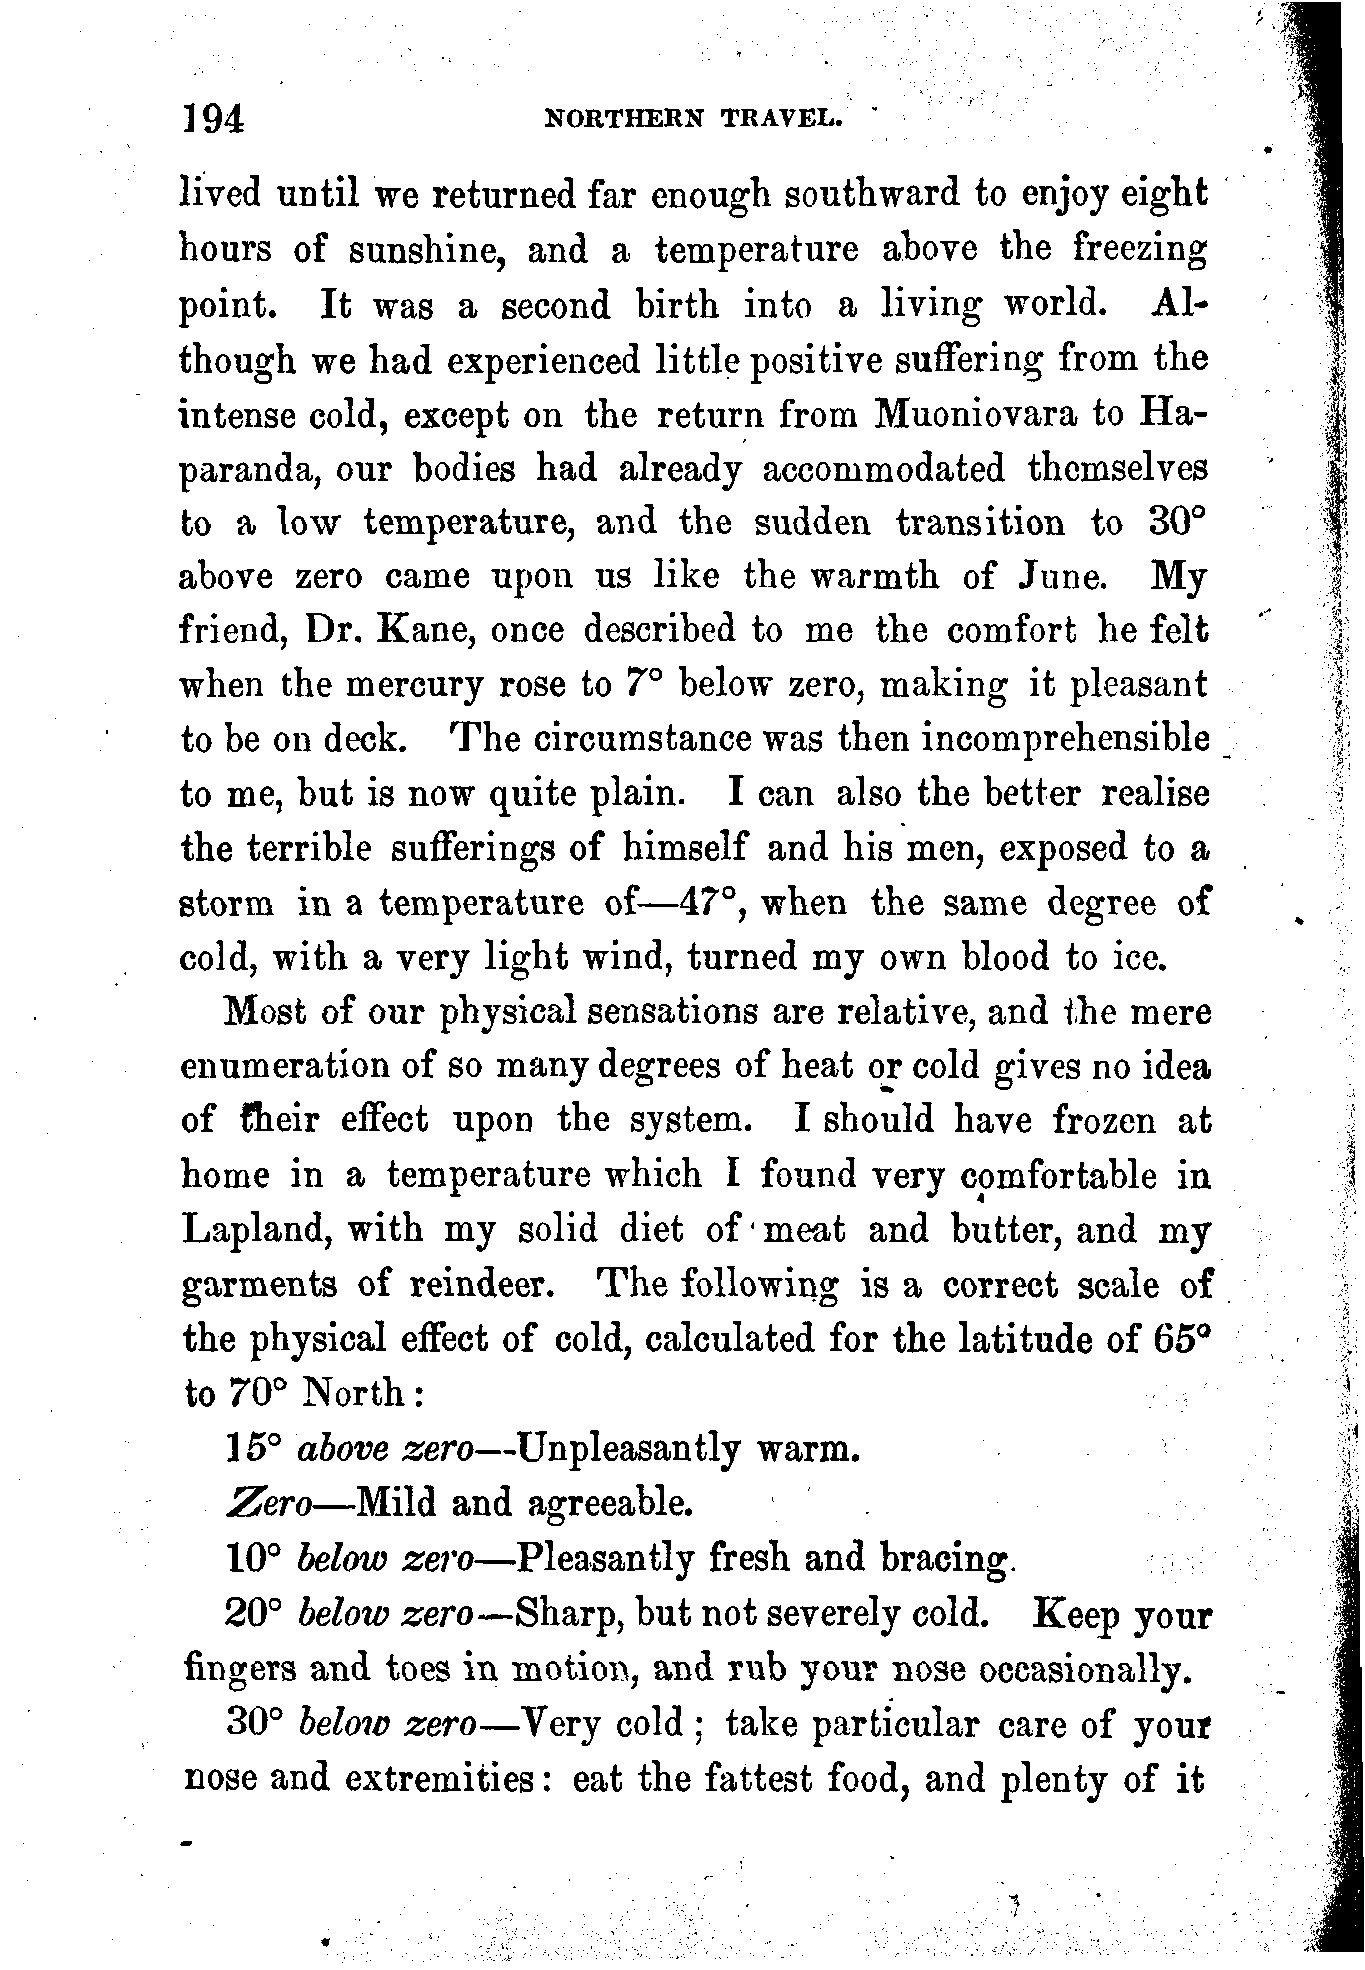 194 NORTHERN TRAVEL.
lived until we returned far enough southward to enjoy eight
hours of sunshine, and a temperature above the freezing
point. It was a second birth into a living world. Al-
though we had experienced little positive suffering from the
intense cold, except on the return from Muoniovara to Ha-
paranda, our bodies had already accommodated themselves
to a low temperature, and the sudden transition to 30°
above zero came upon us like the warmth of June. My
friend, Dr. Kane, once described to me the comfort he felt
when the mercury rose to 7° below zero, making it pleasant
to be on deck. The circumstance was then incomprehensible
to me, but is now quite plain. I can also the better realise
the terrible sufferings of himself and his men, exposed to a
storm in a temperature of—47°, when the same degree of
cold, with a very light wind, turned my own blood to ice.
Most of our physical sensations are relative, and the mere
enumeration of so many degrees of heat or cold gives no idea
of their effect upon the system. I should have frozen at
home in a temperature which I found very comfortable in
Lapland, with my solid diet of meat and butter, and my
garments of reindeer. The following is a correct scale of
the physical effect of cold, calculated for the latitude of 65°
to 70° North:
15° above zero—Unpleasantly warm.
Zero—Mild and agreeable.
10° below zero—Pleasantly fresh and bracing.
20° below zero—Sharp, but not severely cold. Keep your
fingers and toes in motion, and rub your nose occasionally.
30° below zero—Very cold; take particular care of your
nose and extremities: eat the fattest food, and plenty of it